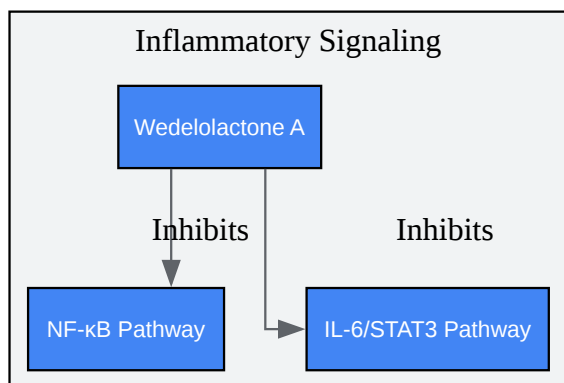 Inflammatory Signaling
Wedelolactone A
Inhibits
Inhibits
NF-κB Pathway
IL-6/STAT3 Pathway